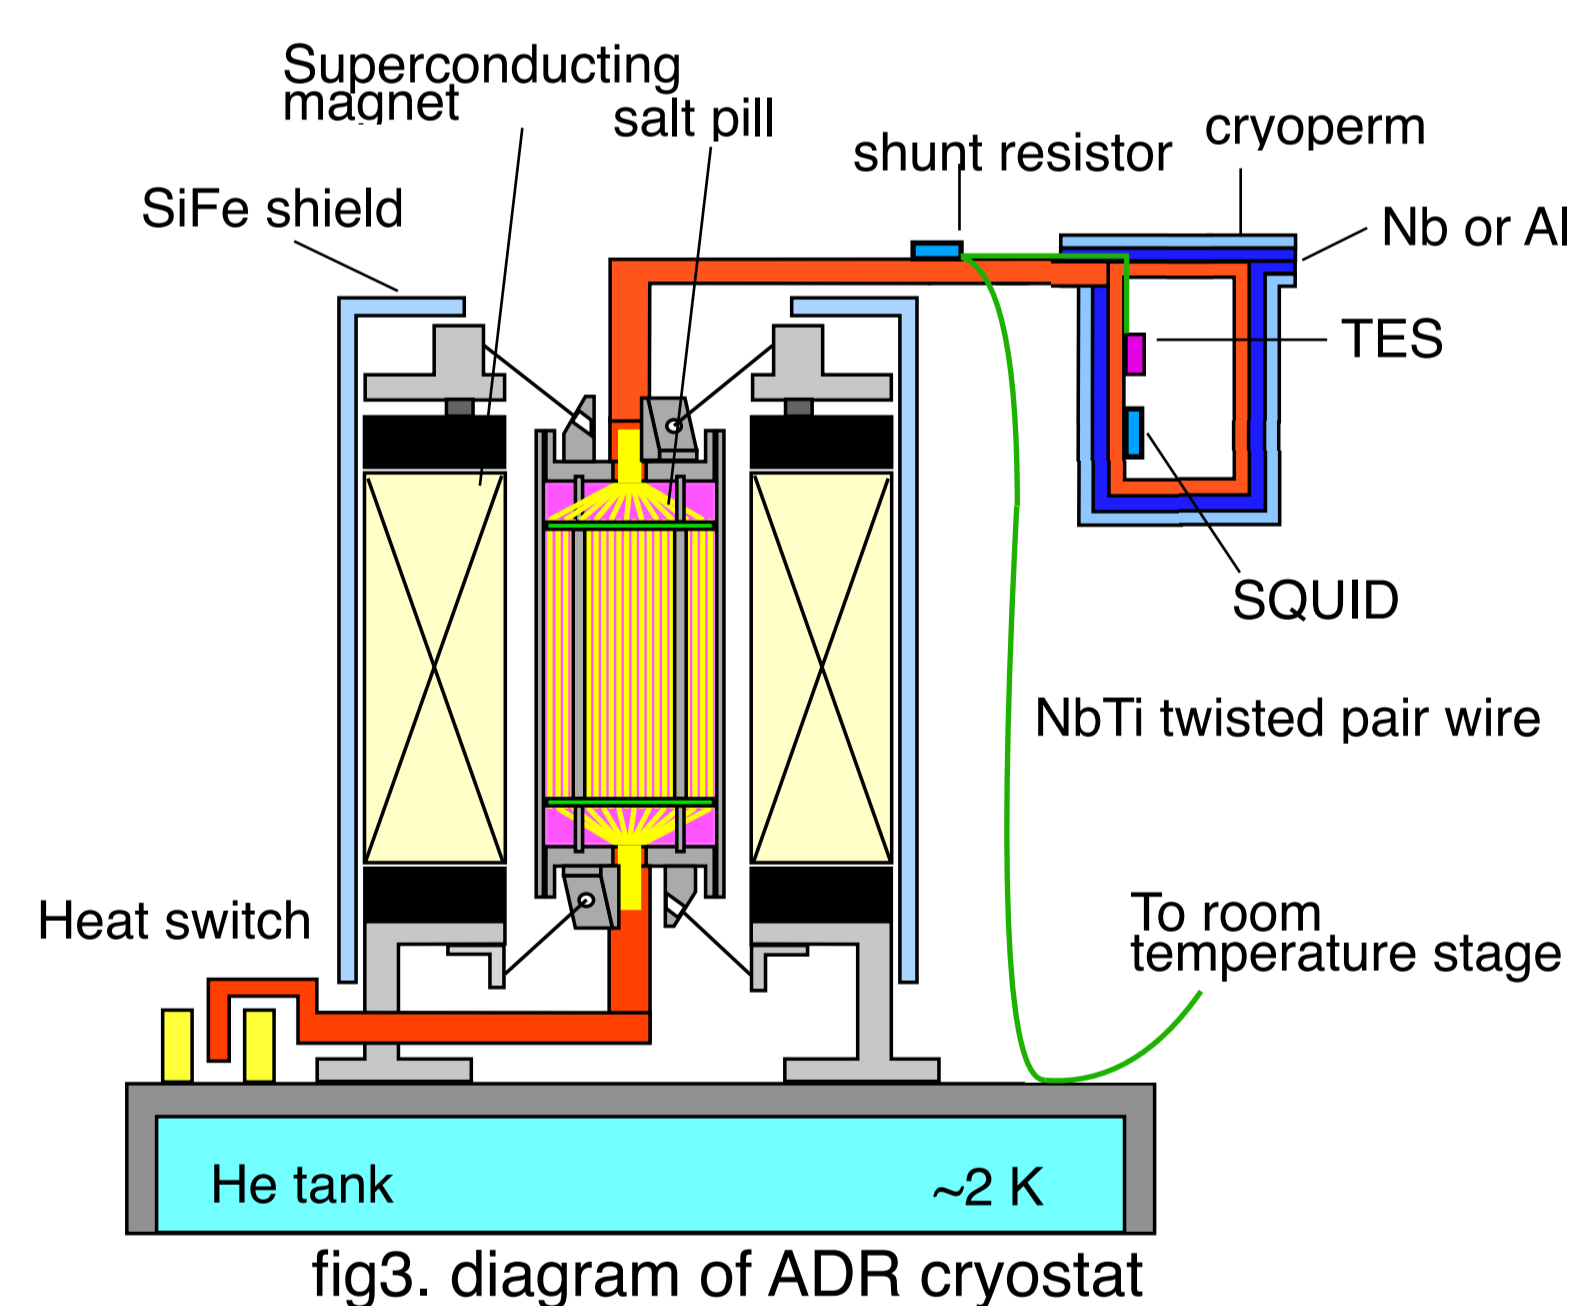 Superconducting
magnet
salt pill
shunt resistor
cryoperm
SiFe shield
Nb or Al
TES
SQUID
NbTi twisted pair wire
Heat switch
To room
temperature stage
He tank
~2 K
fig3. diagram of ADR cryostat